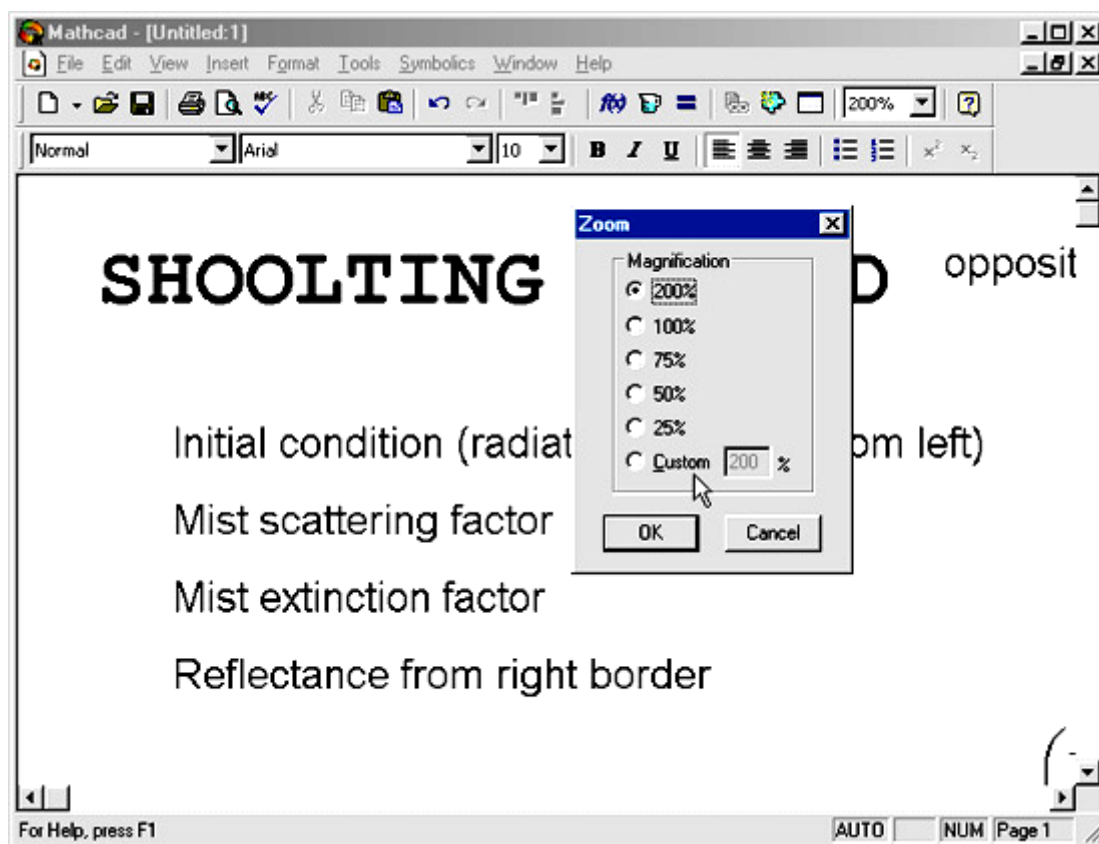 Mathcad - [Untitled:1]
File Edit View Insert Format Tools Symbolics Window Help
200%
Normal Arial 10 B I U x² x₂
Zoom
Magnification
200%
100%
75%
50%
25%
Custom 200 %
OK Cancel
SHOOLTING D opposit
Initial condition (radiat om left)
Mist scattering factor
Mist extinction factor
Reflectance from right border
For Help, press F1 AUTO NUM Page 1